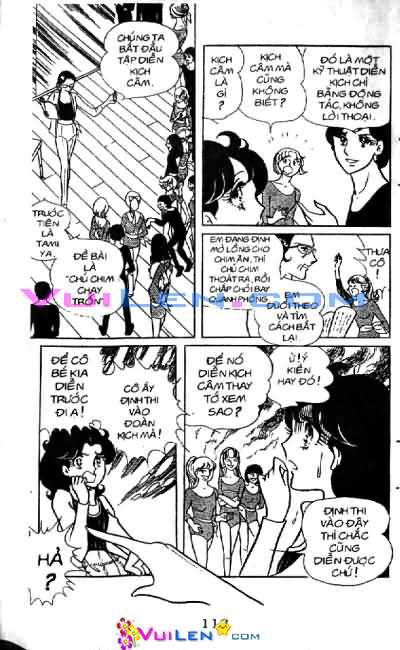 CHÚNG TA
BẮT ĐẦU
TẬP DIỄN
KỊCH
CÂM.
TRƯỚC
TIÊN
LÀ
TAMI
YA.
ĐỀ BÀI
LÀ
"CHÚ CHIM
CHẠY
TRỐN"
ĐÓ LÀ MỘT
KỸ THUẬT DIỄN
KỊCH CHỈ
BẰNG ĐỘNG
TÁC, KHÔNG
LỜI THOẠI.
KỊCH
CÂM MÀ
CŨNG
KHÔNG
BIẾT?
KỊCH
CÂM
LÀ
GÌ?
EM ĐANG ĐỊNH
MỞ LỒNG CHO
CHIM ĂN, THÌ
CHÚ CHIM
THOÁT RA, RỒI
CHẮP CHỚI BAY
QUANH PHÒNG
EM
ĐUỔI THEO
VÀ TÌM
CÁCH BẮT
LẠI.
THƯA
CÔ!
VUILEN.COM
ĐỂ CÔ
BÉ KIA
DIỄN
TRƯỚC
ĐI Ạ!
CÔ ẤY
ĐỊNH THI
VÀO
ĐOÀN
KỊCH MÀ!
HẢ
?
ĐỂ NÓ
DIỄN KỊCH
CÂM THAY
TỚ XEM
SAO?
Ừ! Ý
KIẾN
HAY ĐÓ!
ĐỊNH THI
VÀO ĐÂY
THÌ CHẮC
CŨNG
DIỄN ĐƯỢC
CHỨ!
VUILEN.COM